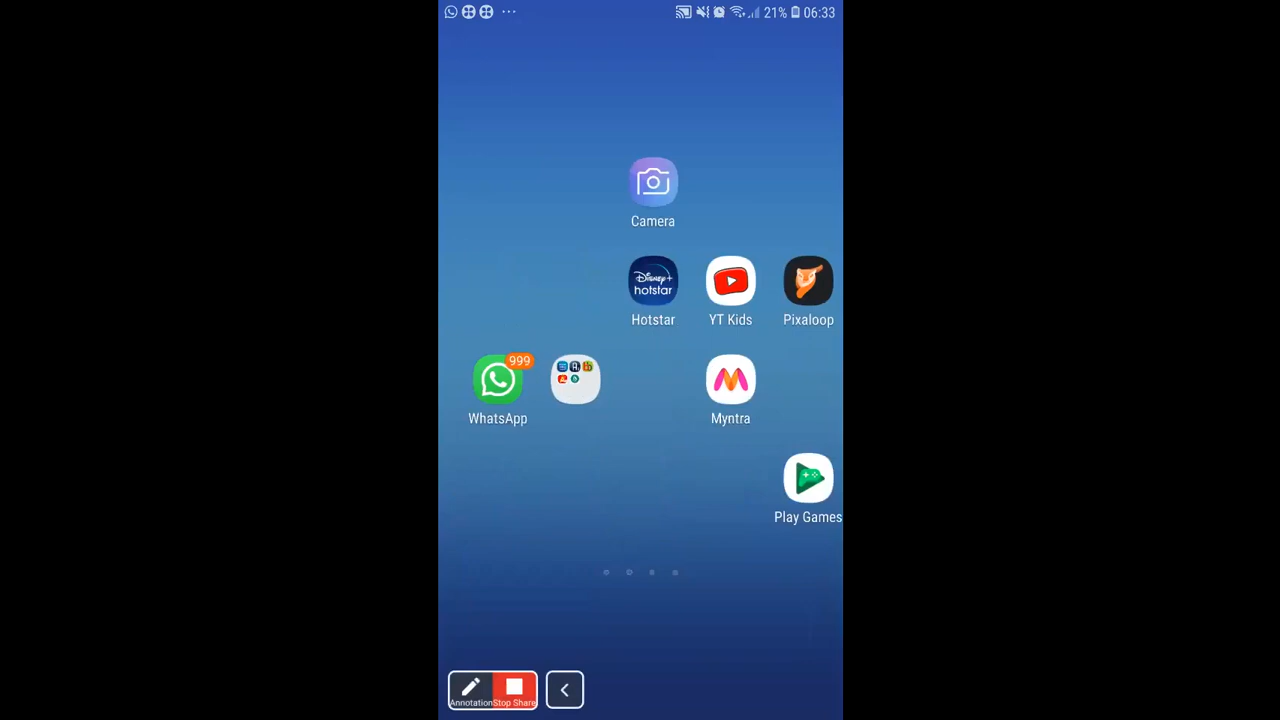 21% 06:33
Camera
Disney+
hotstar
Hotstar
YT Kids
Pixaloop
999
WhatsApp
Myntra
Play Games
Annotation Stop Share